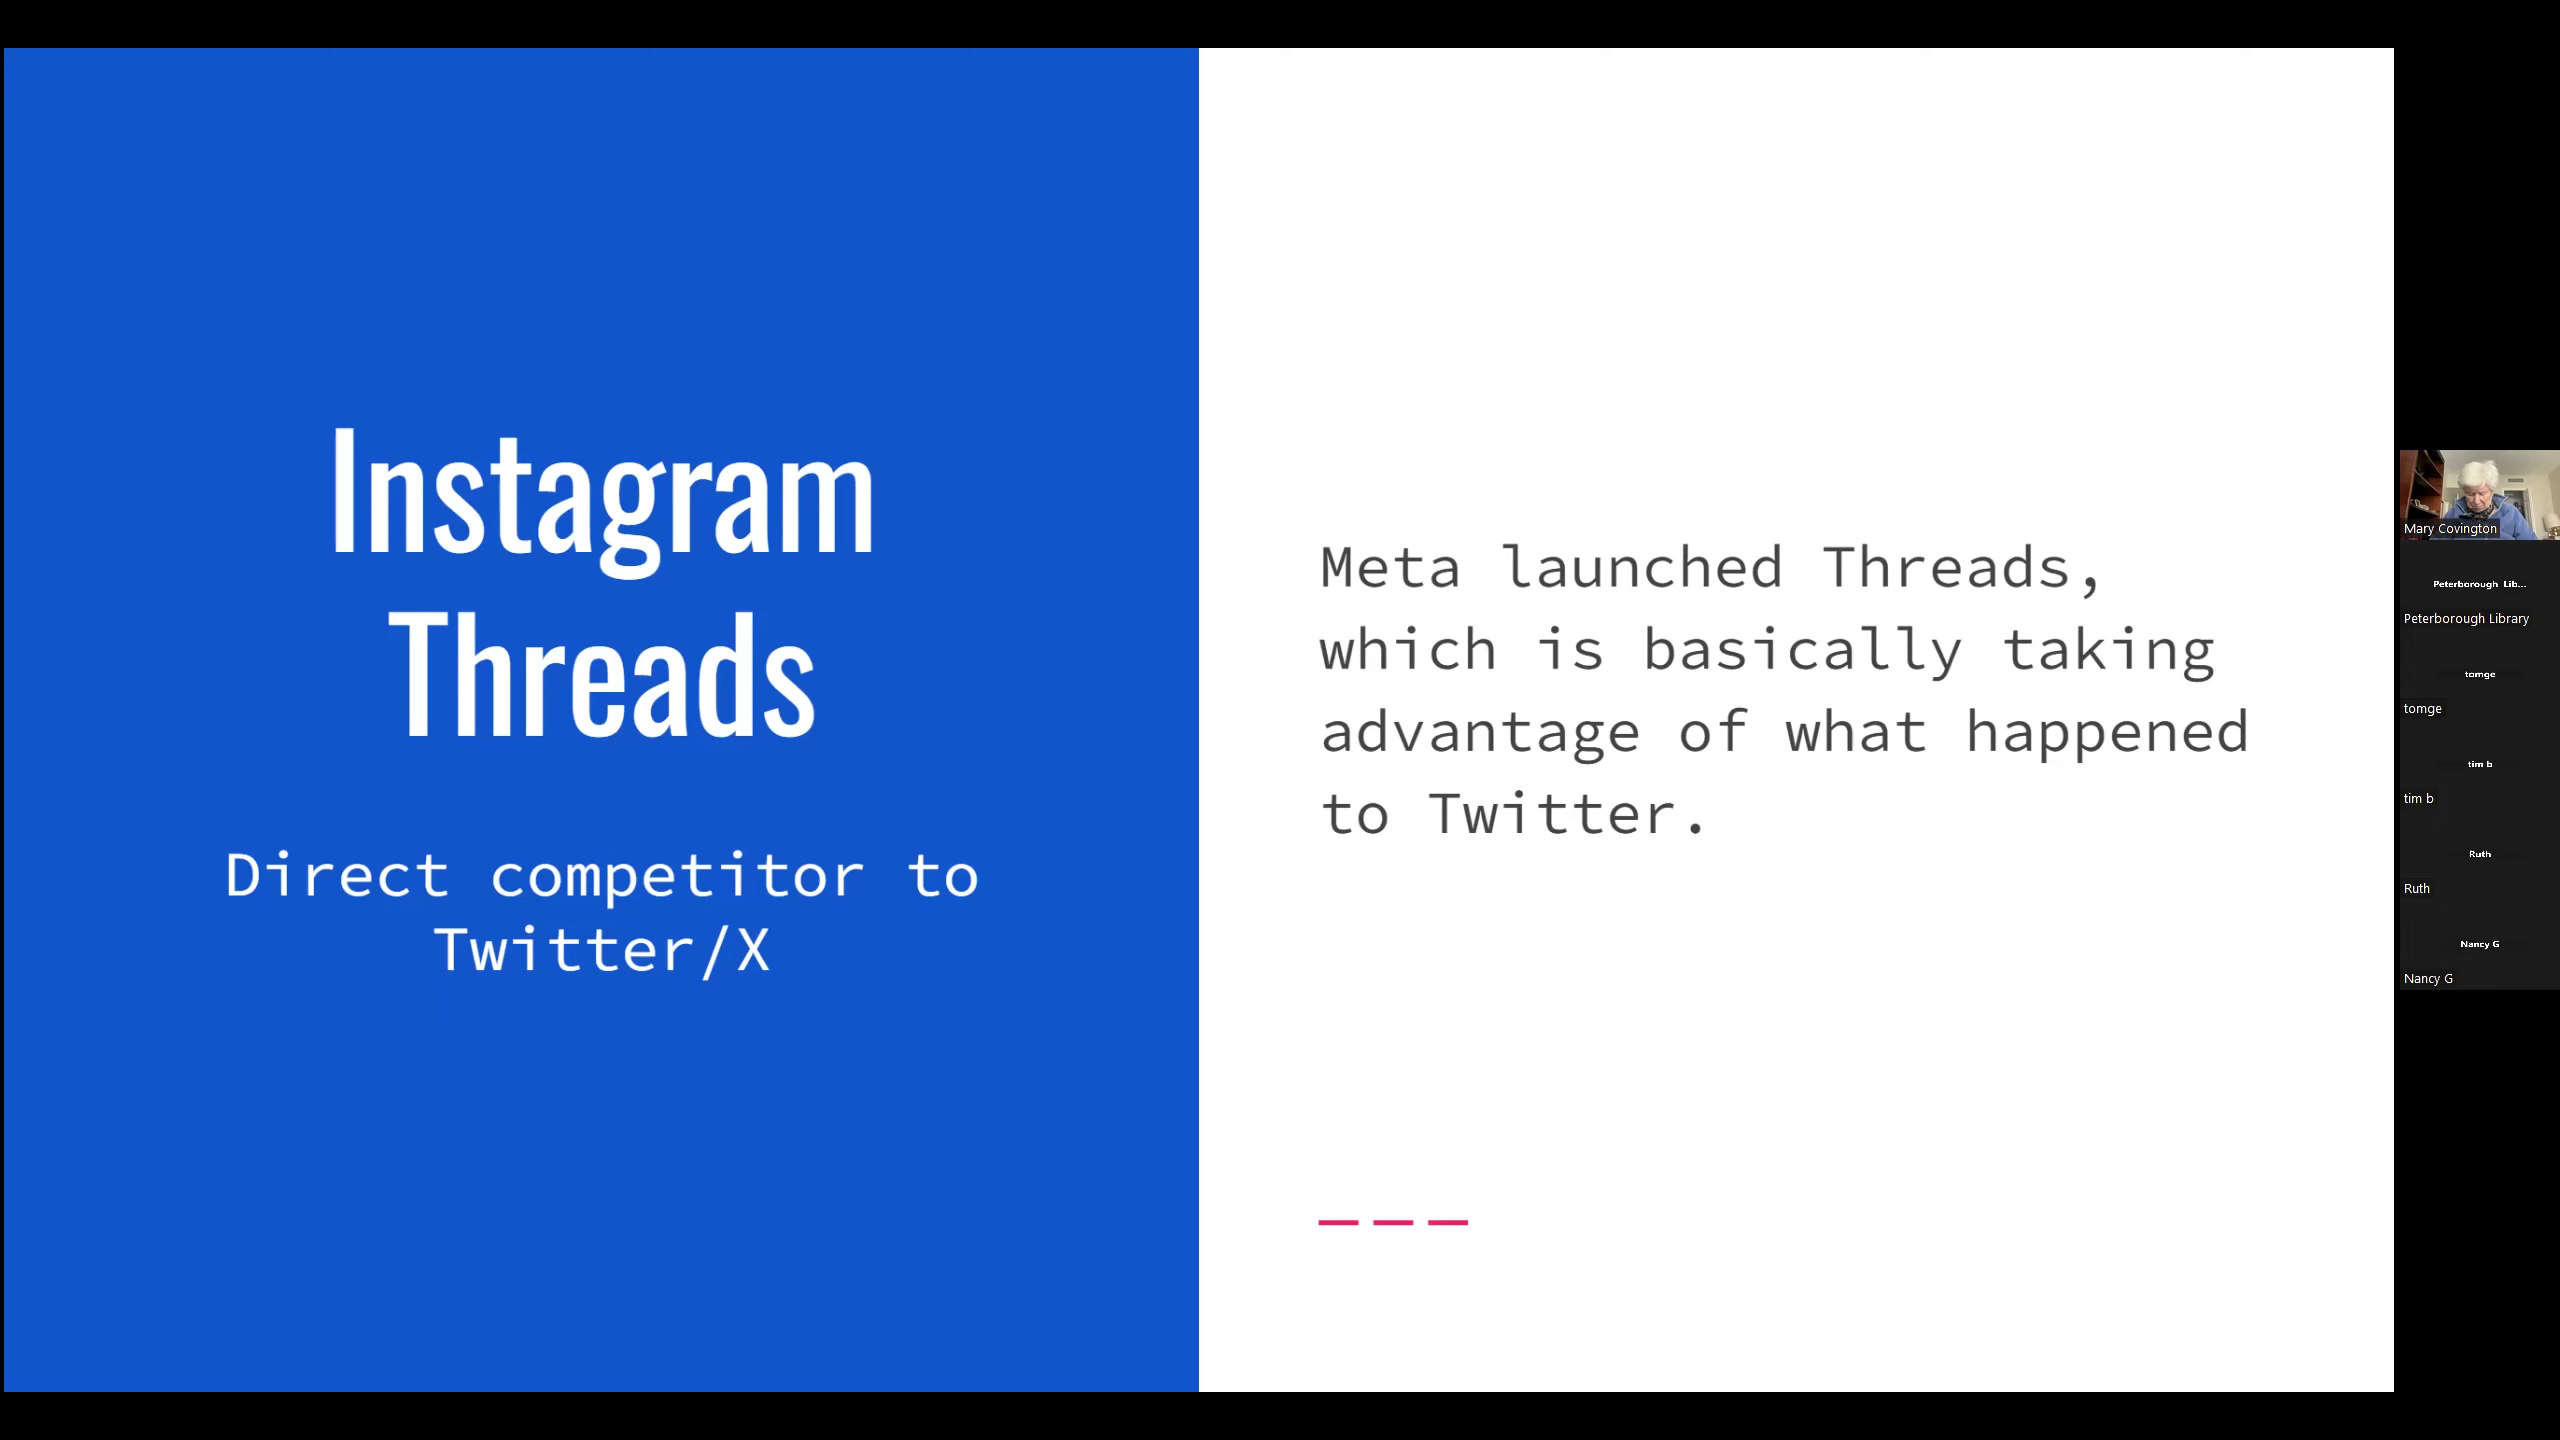 Instagram
Threads
Direct competitor to
Twitter/X
Meta launched Threads,
which is basically taking
advantage of what happened
to Twitter.
Mary Covington
Peterborough Lib...
Peterborough Library
tomge
tomge
tim b
tim b
Ruth
Ruth
Nancy G
Nancy G